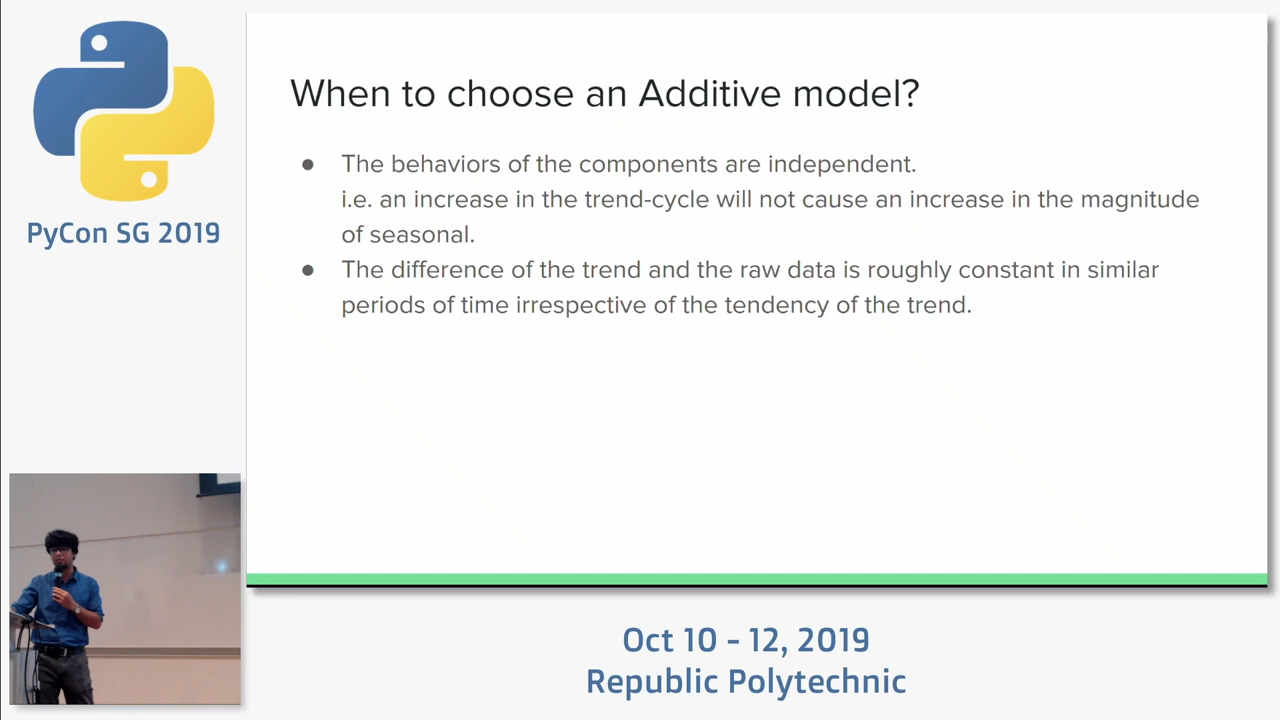 PyCon SG 2019
When to choose an Additive model?
● The behaviors of the components are independent.
i.e. an increase in the trend-cycle will not cause an increase in the magnitude
of seasonal.
● The difference of the trend and the raw data is roughly constant in similar
periods of time irrespective of the tendency of the trend.
Oct 10 - 12, 2019
Republic Polytechnic